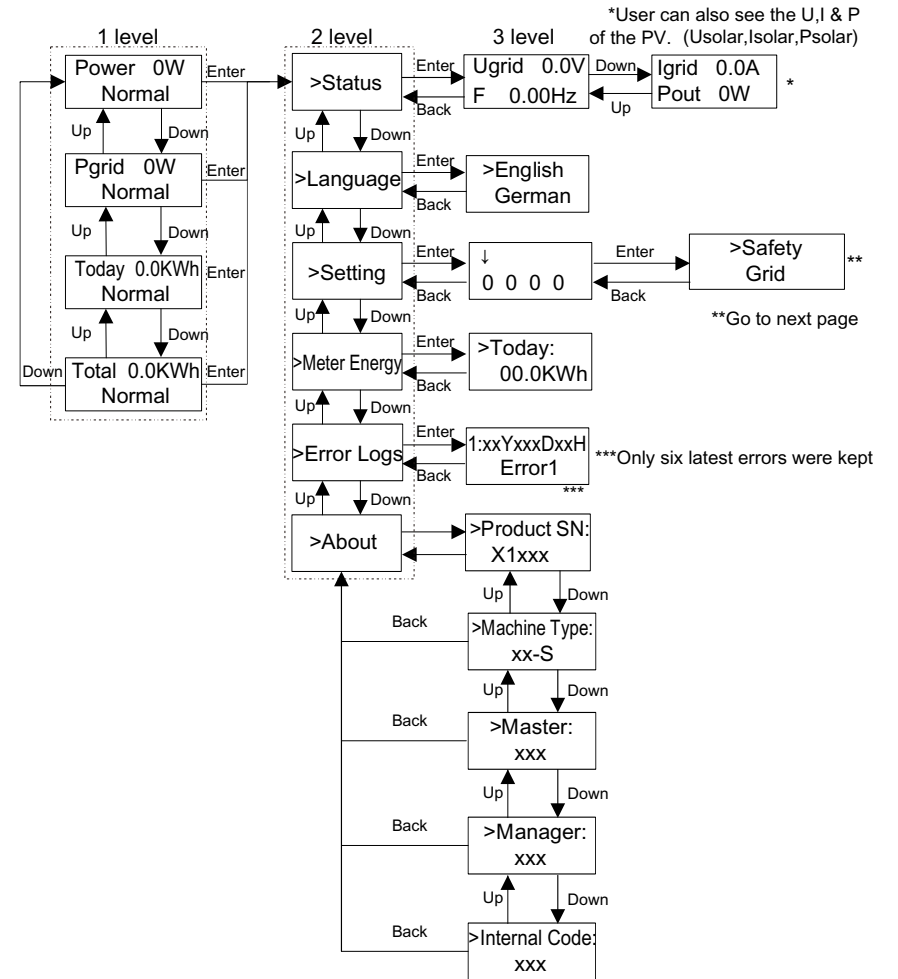 *User can also see the U,I & P
of the PV. (Usolar,Isolar,Psolar)
1 level
2 level
3 level
Power 0W
Normal
Enter
>Status
Enter
Back
Ugrid 0.0V
F 0.00Hz
Down
Up
Igrid 0.0A
Pout 0W
*
Up
Down
Up
Down
Pgrid 0W
Normal
Enter
>Language
Enter
Back
>English
German
Up
Down
Up
Down
Today 0.0KWh
Normal
Enter
>Setting
Enter
Back
↓
0 0 0 0
Enter
Back
>Safety
Grid
**
**Go to next page
Up
Down
Up
Down
Down
Total 0.0KWh
Normal
Enter
>Meter Energy
Enter
Back
>Today:
00.0KWh
Up
Down
>Error Logs
Enter
Back
1:xxYxxxDxxH
Error1
***Only six latest errors were kept
***
Up
Down
>About
>Product SN:
X1xxx
Up
Down
Back
>Machine Type:
xx-S
Up
Down
Back
>Master:
xxx
Up
Down
Back
>Manager:
xxx
Up
Down
Back
>Internal Code:
xxx